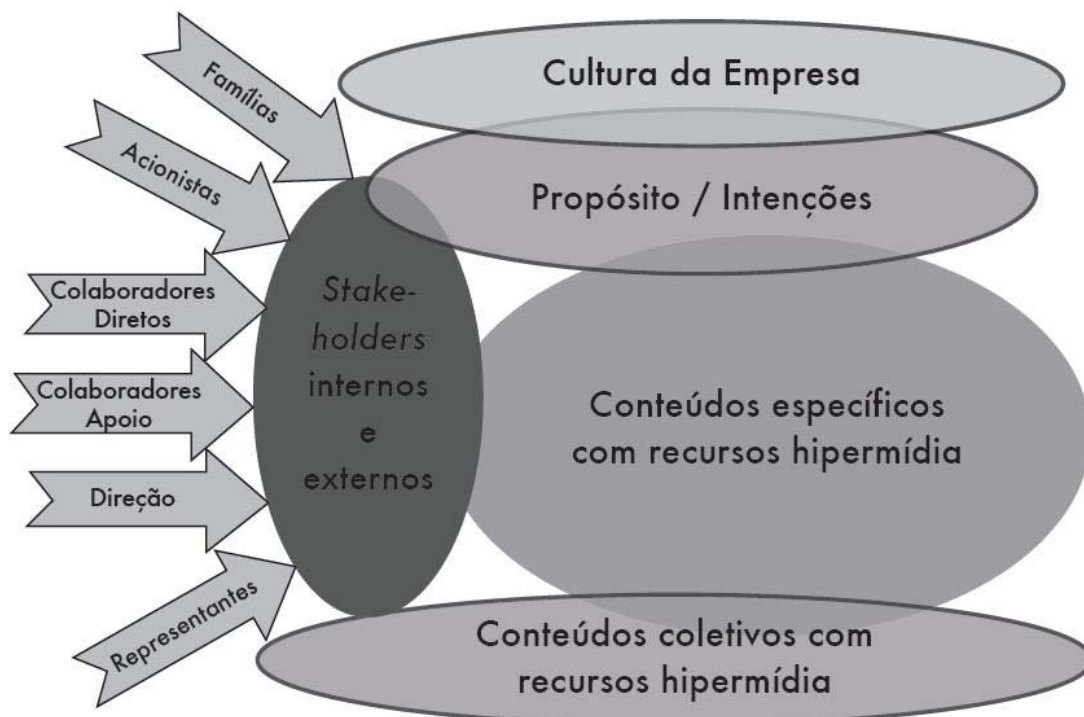 Famílias
Acionistas
Colaboradores
Diretos
Colaboradores
Apoio
Direção
Representantes
Stake-
holders
internos
e
externos
Cultura da Empresa
Propósito / Intenções
Conteúdos específicos
com recursos hipermídia
Conteúdos coletivos com
recursos hipermídia